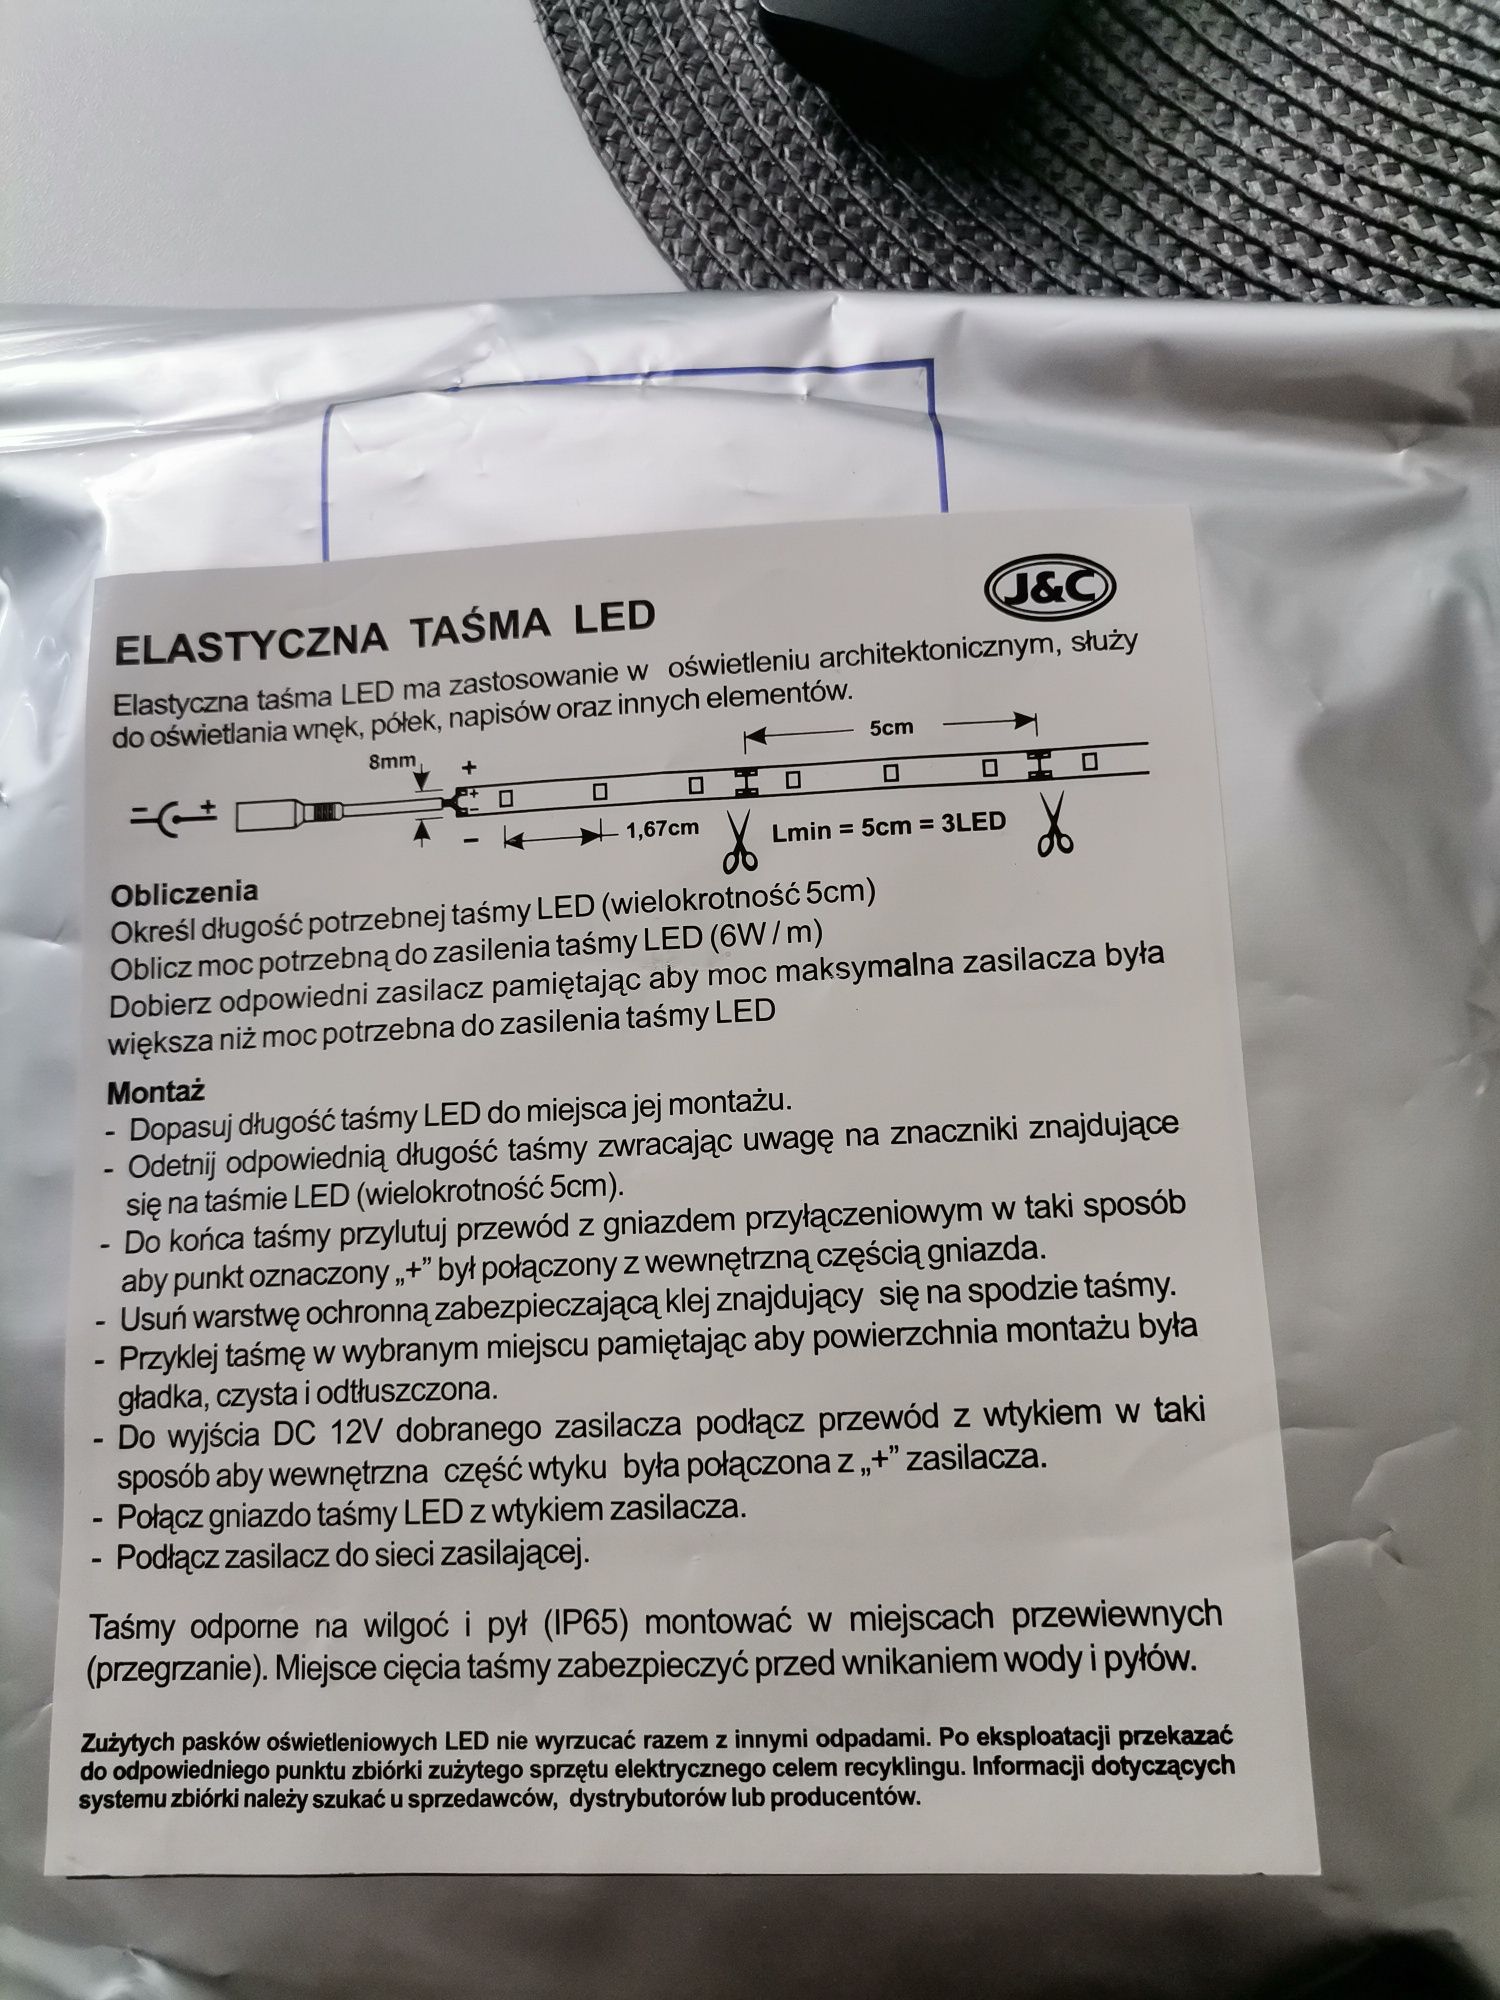 J&C
ELASTYCZNA TAŚMA LED
Elastyczna taśma LED ma zastosowanie w oświetleniu architektonicznym, służy
do oświetlania wnęk, półek, napisów oraz innych elementów.
5cm
8mm
+
- +
+
-
-
1,67cm
Lmin = 5cm = 3LED
Obliczenia
Określ długość potrzebnej taśmy LED (wielokrotność 5cm)
Oblicz moc potrzebną do zasilenia taśmy LED (6W / m)
Dobierz odpowiedni zasilacz pamiętając aby moc maksymalna zasilacza była
większa niż moc potrzebna do zasilenia taśmy LED
Montaż
- Dopasuj długość taśmy LED do miejsca jej montażu.
- Odetnij odpowiednią długość taśmy zwracając uwagę na znaczniki znajdujące
się na taśmie LED (wielokrotność 5cm).
- Do końca taśmy przylutuj przewód z gniazdem przyłączeniowym w taki sposób
aby punkt oznaczony „+” był połączony z wewnętrzną częścią gniazda.
- Usuń warstwę ochronną zabezpieczającą klej znajdujący się na spodzie taśmy.
- Przyklej taśmę w wybranym miejscu pamiętając aby powierzchnia montażu była
gładka, czysta i odtłuszczona.
- Do wyjścia DC 12V dobranego zasilacza podłącz przewód z wtykiem w taki
sposób aby wewnętrzna część wtyku była połączona z „+” zasilacza.
- Połącz gniazdo taśmy LED z wtykiem zasilacza.
- Podłącz zasilacz do sieci zasilającej.
Taśmy odporne na wilgoć i pył (IP65) montować w miejscach przewiewnych
(przegrzanie). Miejsce cięcia taśmy zabezpieczyć przed wnikaniem wody i pyłów.
Zużytych pasków oświetleniowych LED nie wyrzucać razem z innymi odpadami. Po eksploatacji przekazać
do odpowiedniego punktu zbiórki zużytego sprzętu elektrycznego celem recyklingu. Informacji dotyczących
systemu zbiórki należy szukać u sprzedawców, dystrybutorów lub producentów.